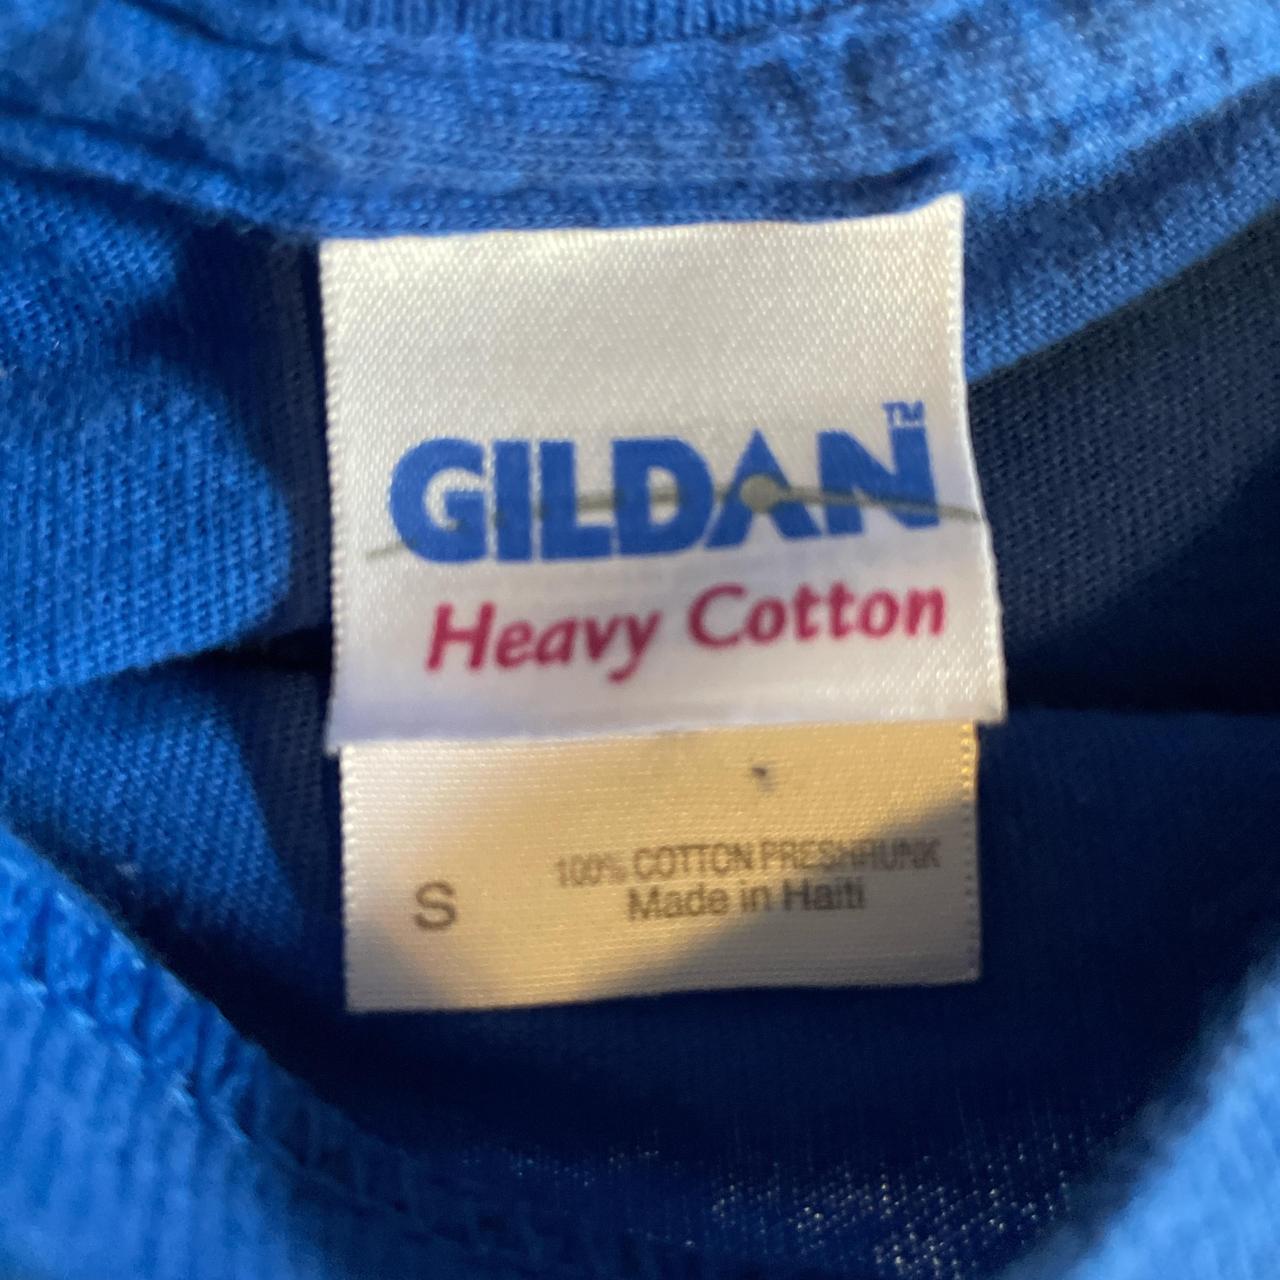 GILDAN™
Heavy Cotton
100% COTTON PRESHRUNK
S
Made in Haiti